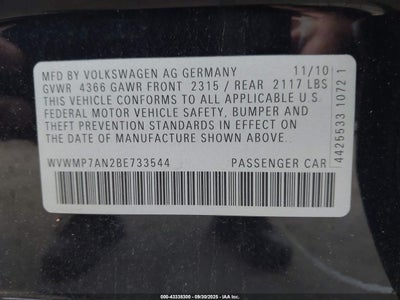 MFD BY VOLKSWAGEN AG GERMANY 11/10
GVWR 4366 GAWR FRONT 2315 / REAR 2117 LBS
THIS VEHICLE CONFORMS TO ALL APPLICABLE U.S
FEDERAL MOTOR VEHICLE SAFETY, BUMPER AND
THEFT PREVENTION STANDARDS IN EFFECT ON
THE DATE OF MANUFACTURE SHOWN ABOVE.
WVWMP7AN2BE733544 PASSENGER CAR
4425533 1072 1
000-43338300 - 09/30/2025 - IAA Inc.